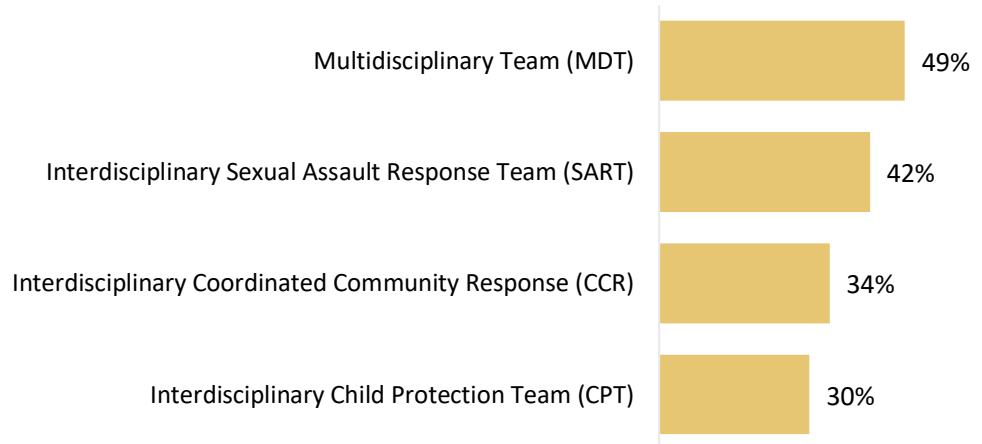 Multidisciplinary Team (MDT) 49%
Interdisciplinary Sexual Assault Response Team (SART) 42%
Interdisciplinary Coordinated Community Response (CCR) 34%
Interdisciplinary Child Protection Team (CPT) 30%